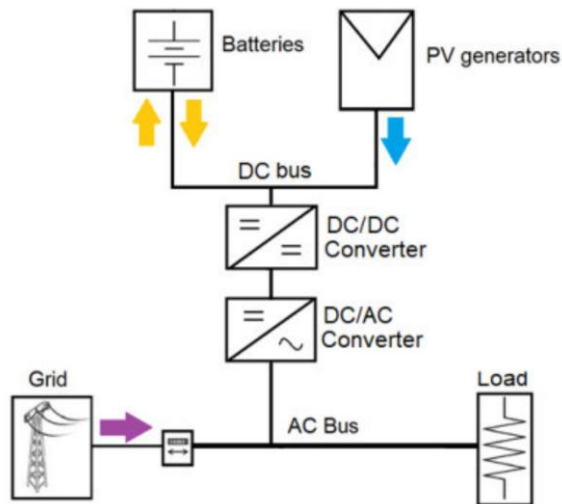 Batteries
PV generators
DC bus
DC/DC
Converter
DC/AC
Converter
Grid
Load
AC Bus